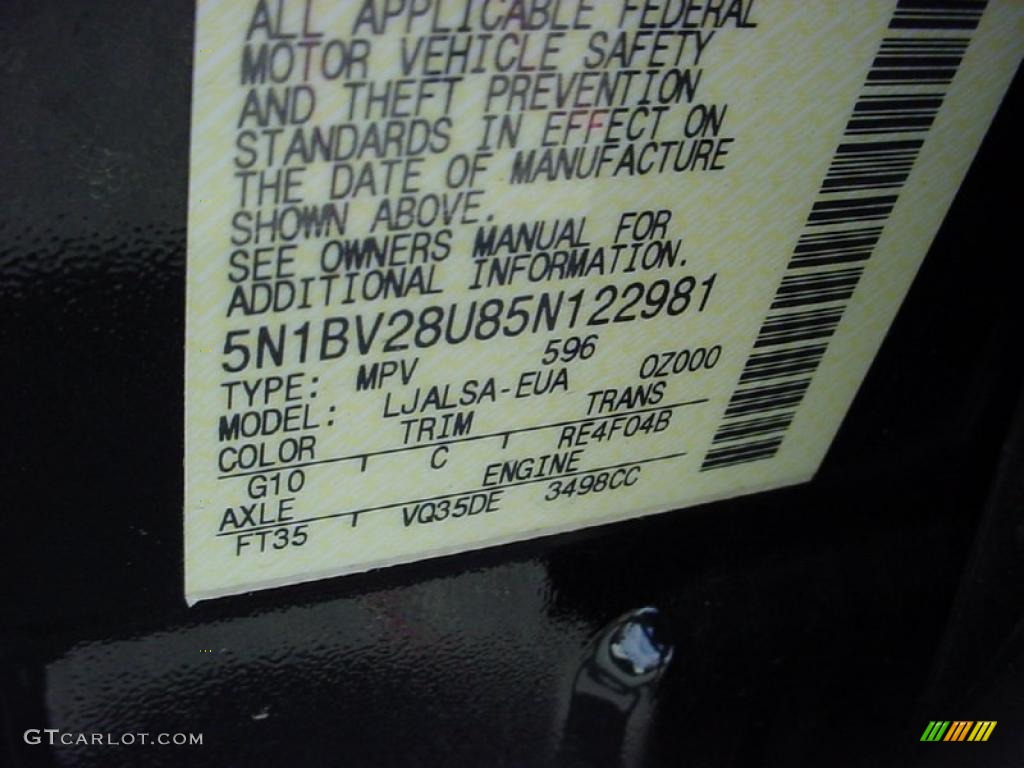 ALL APPLICABLE FEDERAL
MOTOR VEHICLE SAFETY
AND THEFT PREVENTION
STANDARDS IN EFFECT ON
THE DATE OF MANUFACTURE
SHOWN ABOVE.
SEE OWNERS MANUAL FOR
ADDITIONAL INFORMATION.
5N1BV28U85N122981
TYPE: MPV 596
MODEL: LJALSA-EUA 0Z000
COLOR TRIM TRANS
G10 C RE4F04B
AXLE ENGINE
FT35 VQ35DE 3498CC
GTCARLOT.COM